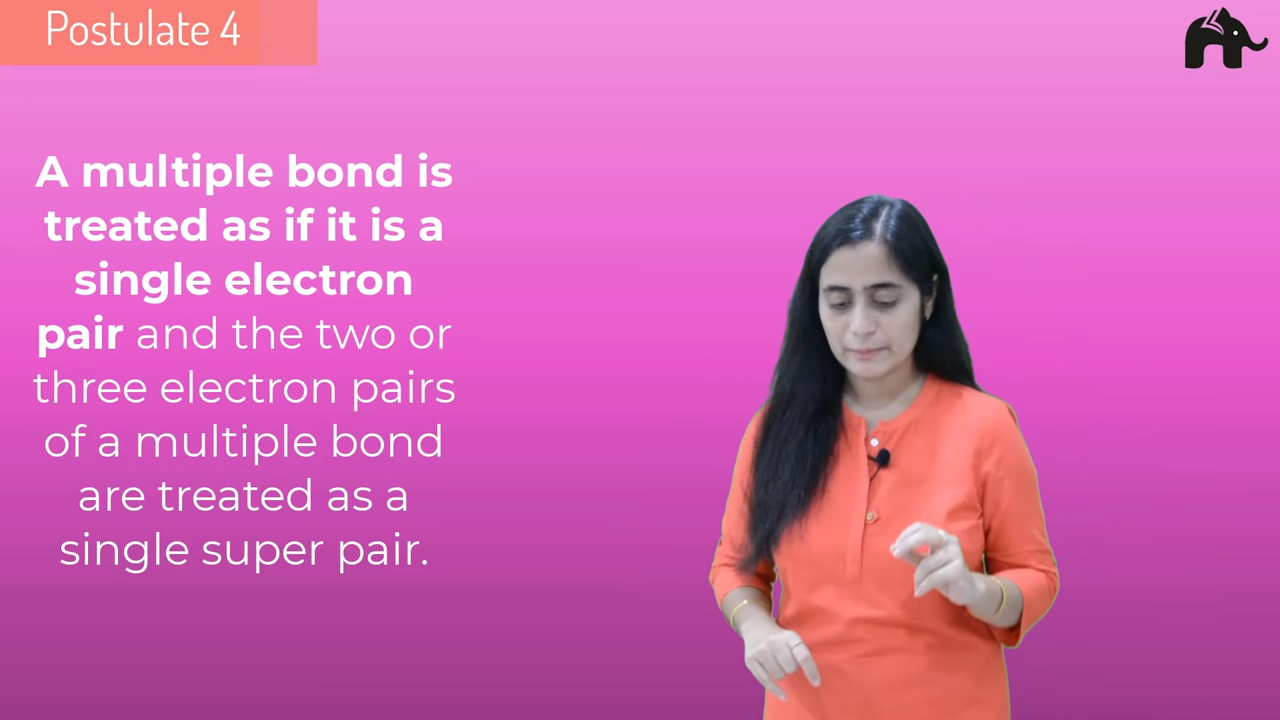 Postulate 4
A multiple bond is
treated as if it is a
single electron
pair and the two or
three electron pairs
of a multiple bond
are treated as a
single super pair.